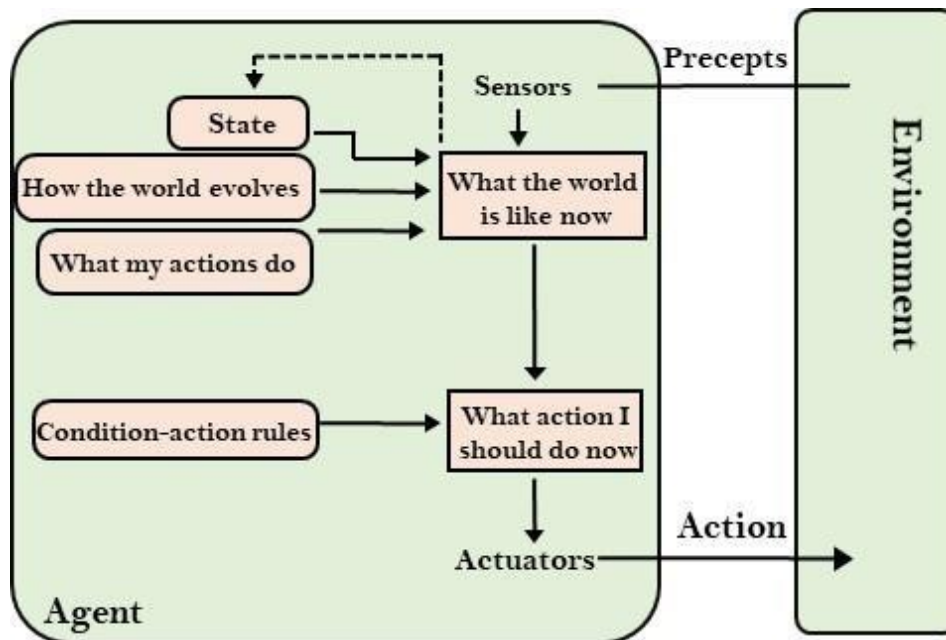 Precepts
Sensors
State
How the world evolves
What the world
is like now
What my actions do
Environment
Condition-action rules
What action I
should do now
Action
Actuators
Agent